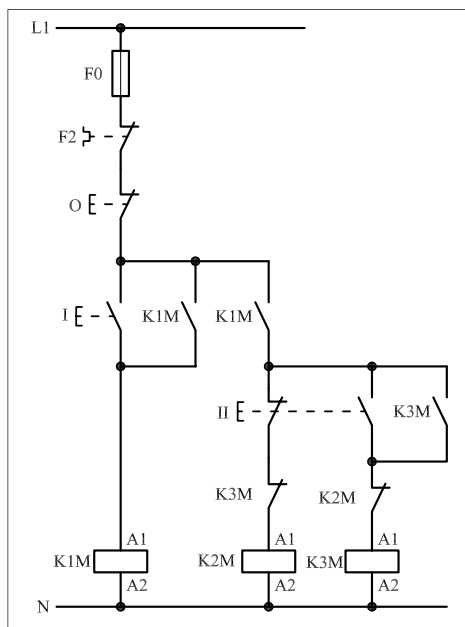 L1
F0
F2
O
I K1M K1M
II K3M
K3M K2M
A1 A1 A1
K1M K2M K3M
A2 A2 A2
N